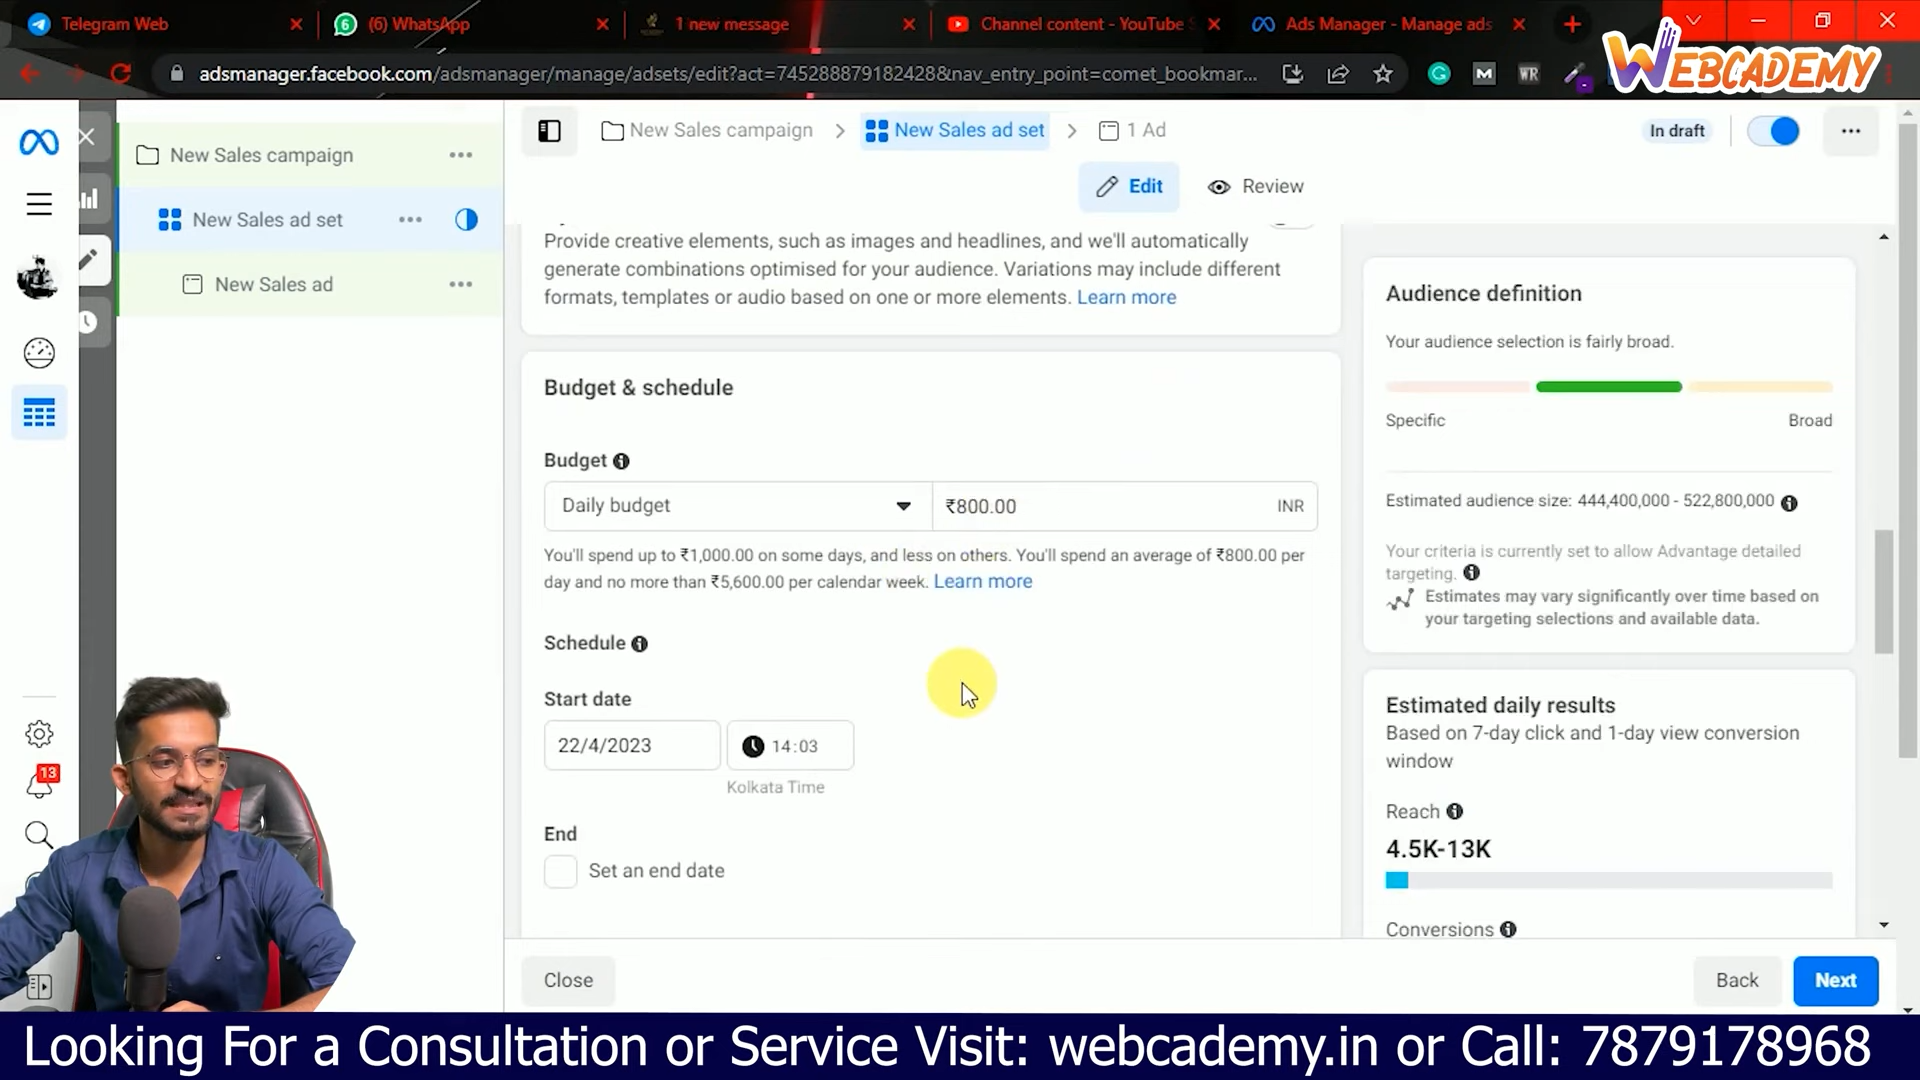 Telegram Web
(6) WhatsApp
1 new message
Channel content - YouTube S
Ads Manager - Manage ads
adsmanager.facebook.com/adsmanager/manage/adsets/edit?act=745288879182428&nav_entry_point=comet_bookmar...
WEBCADEMY
New Sales campaign
New Sales ad set
New Sales ad
New Sales campaign
New Sales ad set
1 Ad
In draft
Edit
Review
Provide creative elements, such as images and headlines, and we'll automatically
generate combinations optimised for your audience. Variations may include different
formats, templates or audio based on one or more elements. Learn more
Budget & schedule
Budget
Daily budget
₹800.00
INR
You'll spend up to ₹1,000.00 on some days, and less on others. You'll spend an average of ₹800.00 per
day and no more than ₹5,600.00 per calendar week. Learn more
Schedule
Start date
22/4/2023
14:03
Kolkata Time
End
Set an end date
Audience definition
Your audience selection is fairly broad.
Specific
Broad
Estimated audience size: 444,400,000 - 522,800,000
Your criteria is currently set to allow Advantage detailed
targeting.
Estimates may vary significantly over time based on
your targeting selections and available data.
Estimated daily results
Based on 7-day click and 1-day view conversion
window
Reach
4.5K-13K
Conversions
13
Close
Back
Next
Looking For a Consultation or Service Visit: webcademy.in or Call: 7879178968